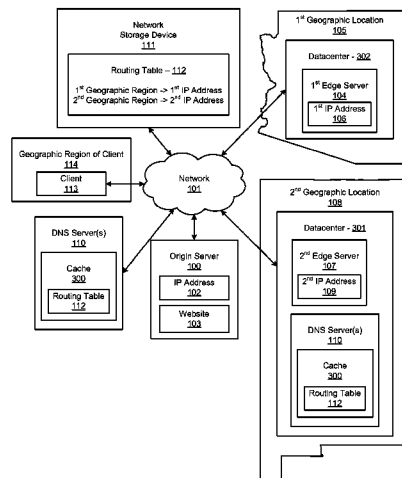 Network
Storage Device
111
Routing Table – 112
1st Geographic Region -> 1st IP Address
2nd Geographic Region -> 2nd IP Address
1st Geographic Location
105
Datacenter - 302
1st Edge Server
104
1st IP Address
106
Geographic Region of Client
114
Client
113
Network
101
2nd Geographic Location
108
Datacenter - 301
2nd Edge Server
107
2nd IP Address
109
DNS Server(s)
110
Cache
300
Routing Table
112
DNS Server(s)
110
Cache
300
Routing Table
112
Origin Server
100
IP Address
102
Website
103